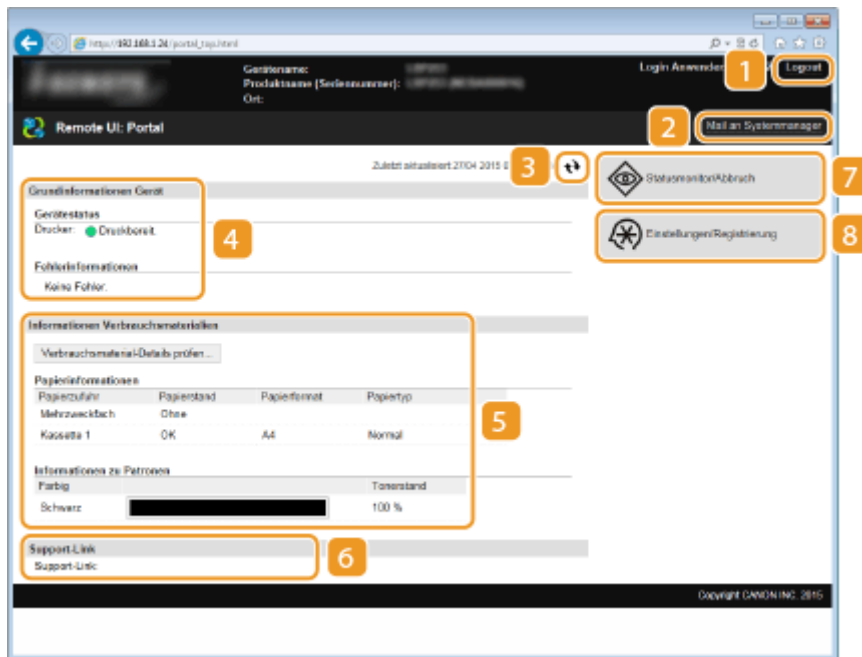 http://192.168.1.24/portal_top.html
Gerätename:
Login Anwender
1
Logout
Produktname (Seriennummer):
Ort:
Remote UI: Portal
2
Mail an Systemmanager
Zuletzt aktualisiert 27/04 2015
3
Statusmonitor/Abbruch
7
Grundinformationen Gerät
Gerätestatus
Drucker: Druckbereit.
4
Einstellungen/Registrierung
8
Fehlerinformationen
Keine Fehler.
Informationen Verbrauchsmaterialien
Verbrauchsmaterial-Details prüfen...
Papierinformationen
Papierzufuhr Papierstand Papierformat Papiertyp
Mehrzweckfach Ohne
5
Kassette 1 OK A4 Normal
Informationen zu Patronen
Farbig Tonerstand
Schwarz 100 %
Support-Link
6
Support-Link:
Copyright CANON INC. 2015